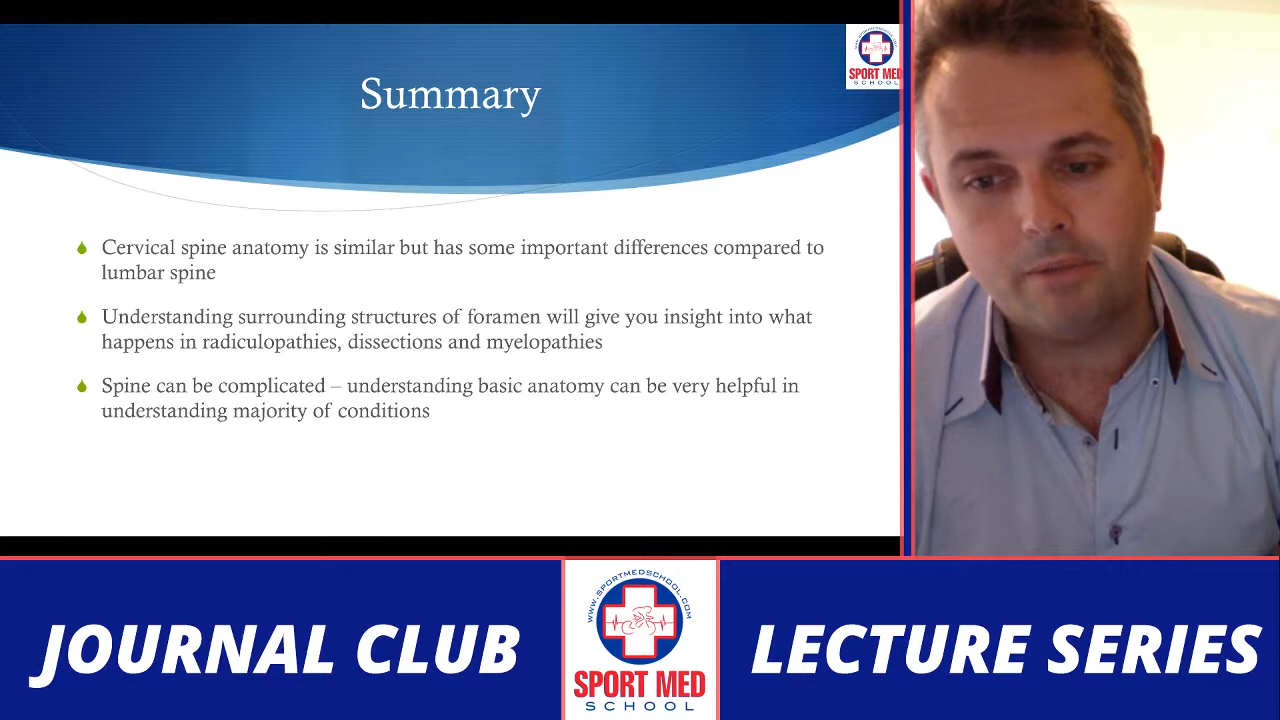 Summary
SPORT MED
SCHOOL
Cervical spine anatomy is similar but has some important differences compared to
lumbar spine
Understanding surrounding structures of foramen will give you insight into what
happens in radiculopathies, dissections and myelopathies
Spine can be complicated – understanding basic anatomy can be very helpful in
understanding majority of conditions
JOURNAL CLUB
WWW.SPORTMEDSCHOOL.COM
SPORT MED
SCHOOL
LECTURE SERIES